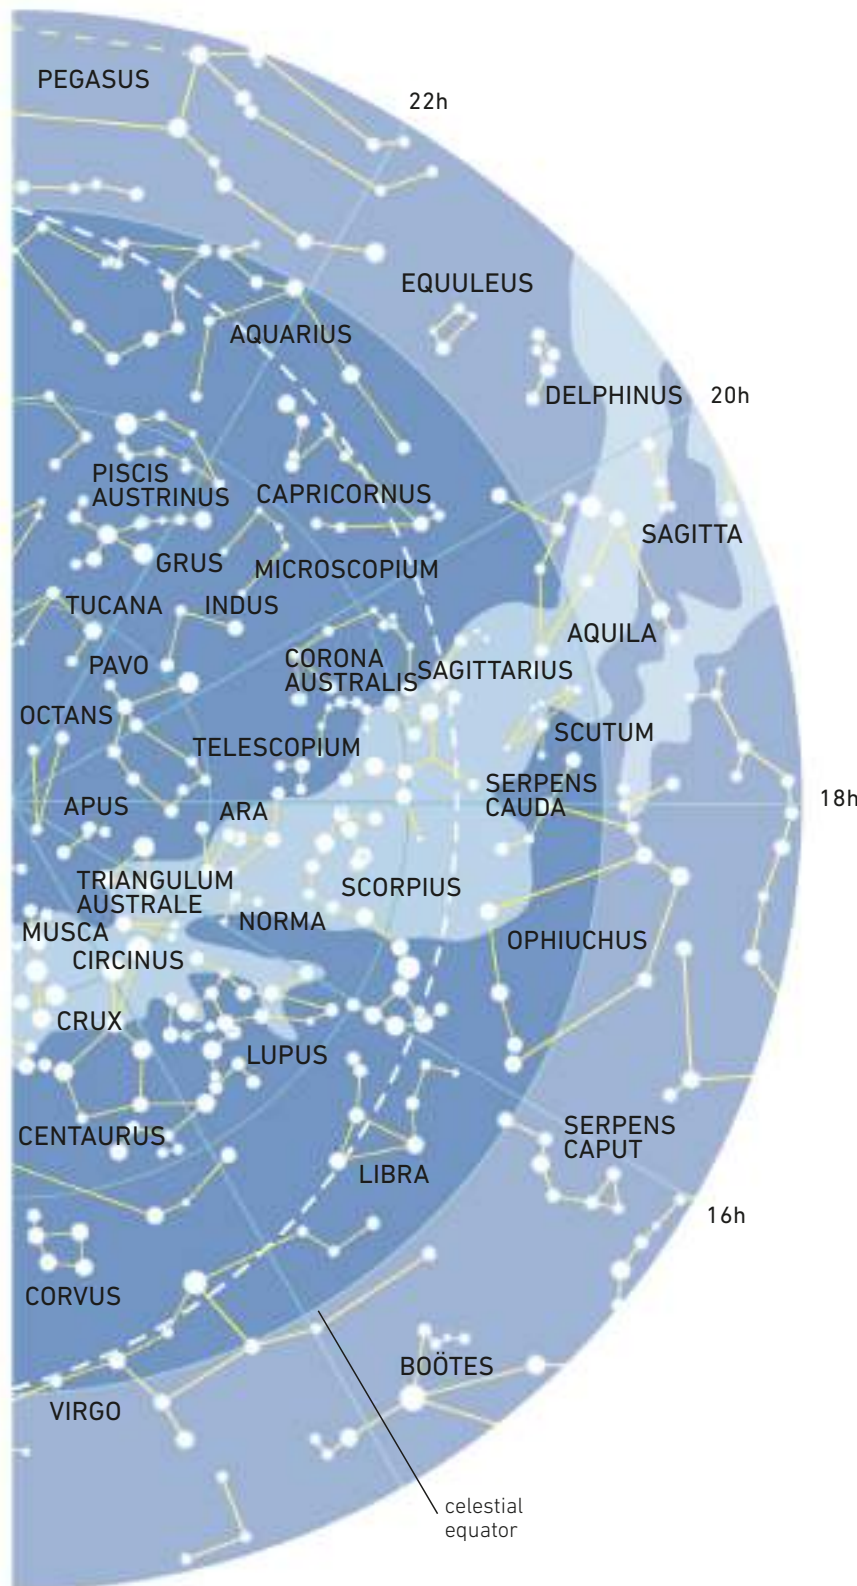 PEGASUS
22h
EQUULEUS
AQUARIUS
DELPHINUS
20h
PISCIS
AUSTRINUS
CAPRICORNUS
SAGITTA
GRUS
MICROSCOPIUM
TUCANA
INDUS
AQUILA
PAVO
CORONA
AUSTRALIS
SAGITTARIUS
OCTANS
SCUTUM
TELESCOPIUM
SERPENS
CAUDA
18h
APUS
ARA
TRIANGULUM
AUSTRALE
SCORPIUS
NORMA
MUSCA
OPHIUCHUS
CIRCINUS
CRUX
LUPUS
CENTAURUS
SERPENS
CAPUT
LIBRA
16h
CORVUS
BOÖTES
VIRGO
celestial
equator